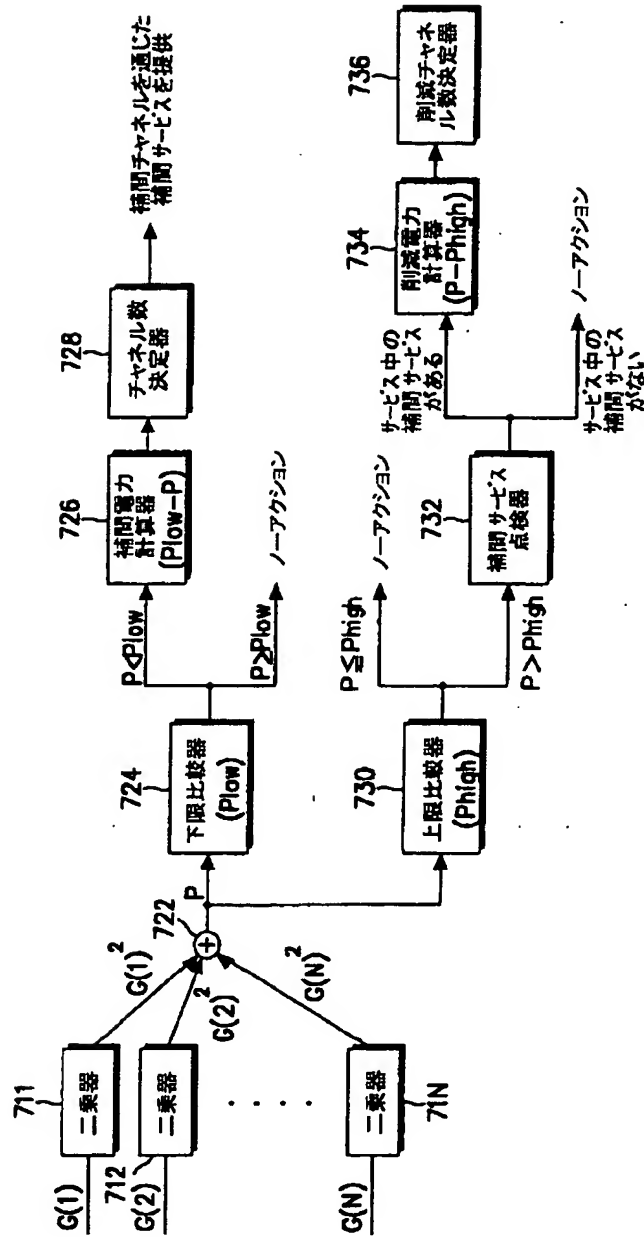 G(1)
711
二乗器
G(1)²
G(2)
712
二乗器
G(2)²
・・・・
G(N)
71N
二乗器
G(N)²
722
+
P
724
下限比較器
(Plow)
P<Plow
P≧Plow
ノーアクション
726
補間電力
計算器
(Plow-P)
728
チャネル数
決定器
補間チャネルを通じた
補間サービスを提供
730
上限比較器
(Phigh)
P≦Phigh
ノーアクション
P>Phigh
732
補間サービス
点検器
サービス中の
補間サービス
がある
サービス中の
補間サービス
がない
ノーアクション
734
削減電力
計算器
(P-Phigh)
736
削減チャネ
ル数決定器